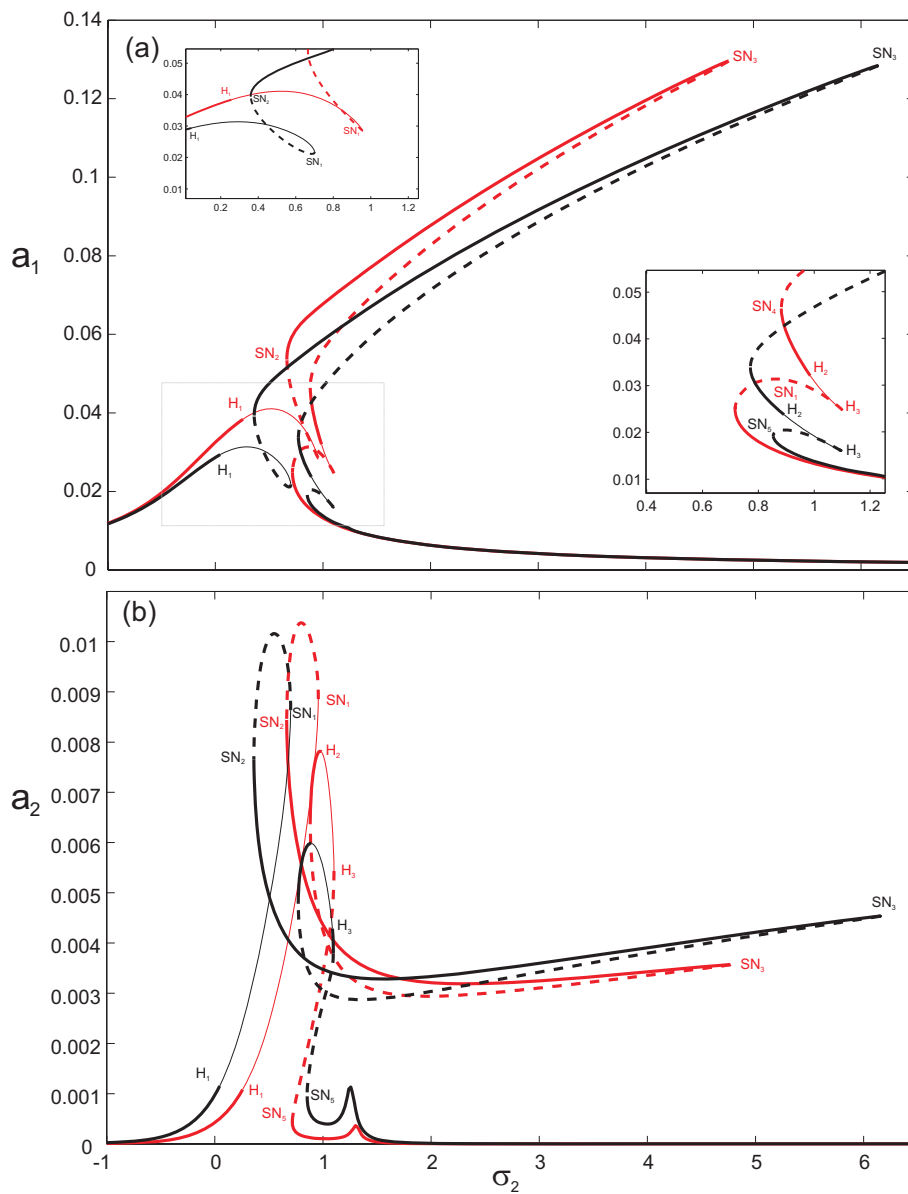 (a)
a₁
0.14
0.12
0.1
0.08
0.06
0.04
0.02
0
SN₃
SN₃
SN₂
H₁
H₁
0.05
0.04
0.03
0.02
0.01
0.2 0.4 0.6 0.8 1 1.2
H₁
SN₂
SN₁
H₁
SN₁
0.05
0.04
0.03
0.02
0.01
0.4 0.6 0.8 1 1.2
SN₄
H₂
SN₁
H₃
H₂
SN₅
H₃
(b)
a₂
0.01
0.009
0.008
0.007
0.006
0.005
0.004
0.003
0.002
0.001
0
SN₁
SN₁
SN₂
SN₂
H₂
H₃
H₃
SN₃
SN₃
H₁
H₁
SN₅
SN₅
-1 0 1 2 3 4 5 6
σ₂